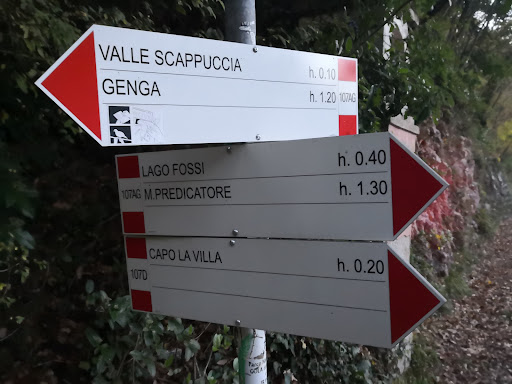 VALLE SCAPPUCCIA h. 0.10
GENGA h. 1.20 107AG
LAGO FOSSI h. 0.40
107AG M.PREDICATORE h. 1.30
CAPO LA VILLA h. 0.20
107D